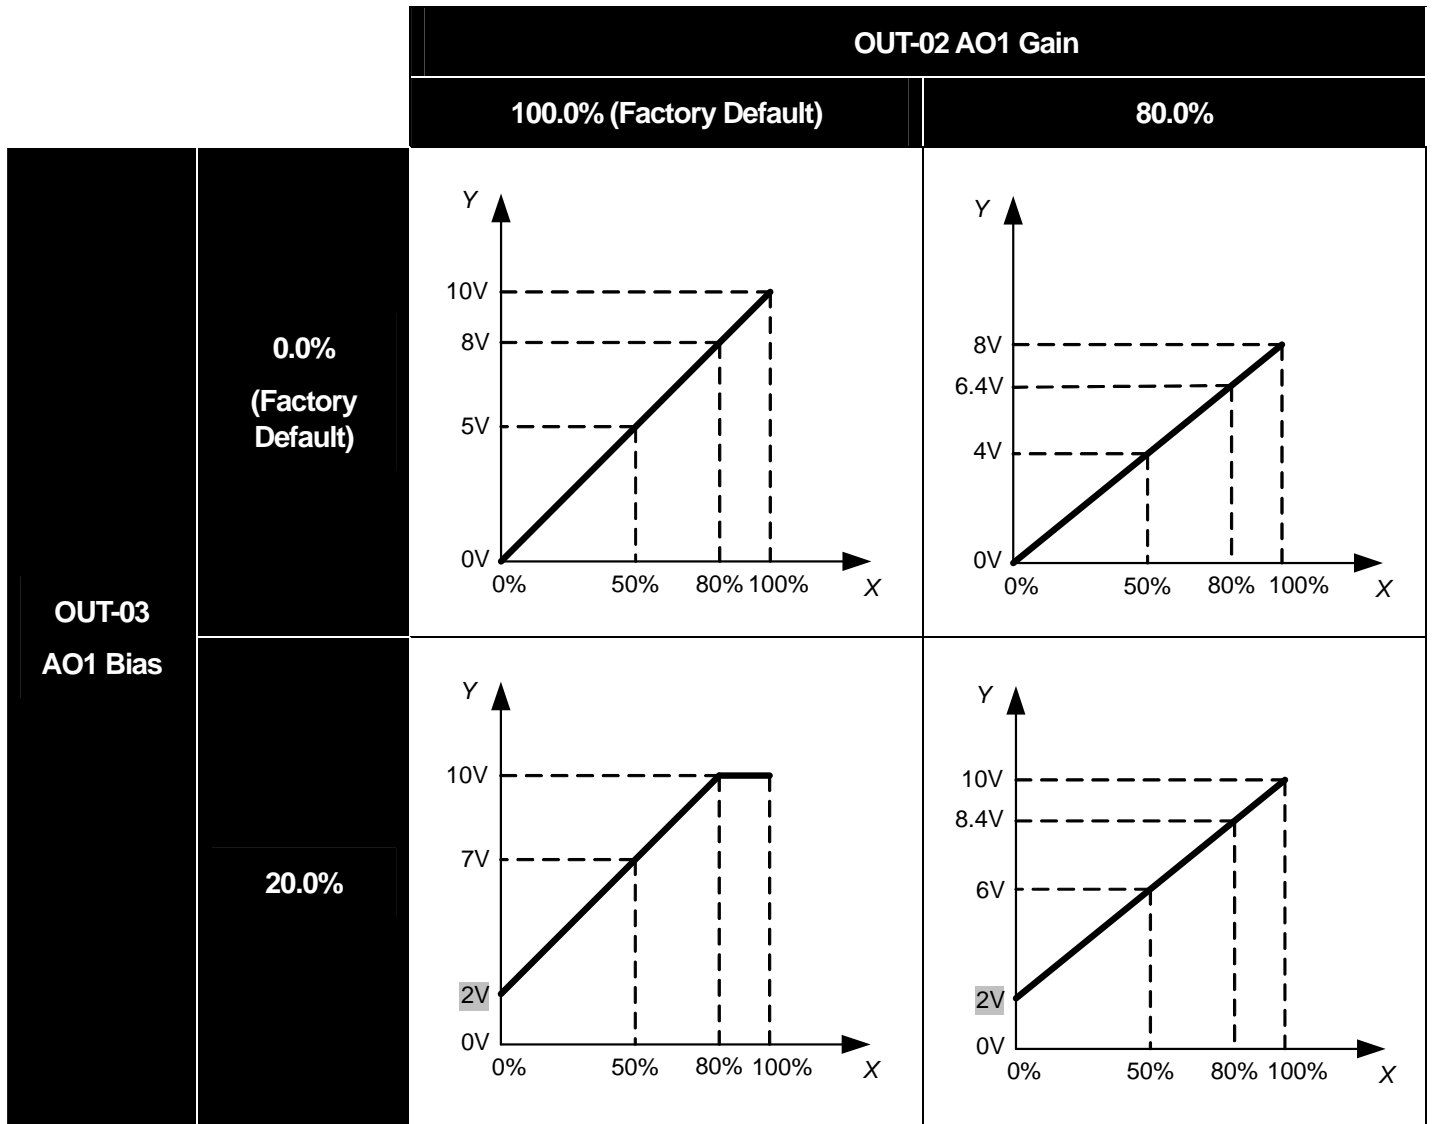 OUT-02 AO1 Gain
100.0% (Factory Default)
80.0%
OUT-03
AO1 Bias
0.0%
(Factory
Default)
Y
10V
8V
5V
0V
0%
50%
80%
100%
X
Y
8V
6.4V
4V
0V
0%
50%
80%
100%
X
20.0%
Y
10V
7V
2V
0V
0%
50%
80%
100%
X
Y
10V
8.4V
6V
2V
0V
0%
50%
80%
100%
X